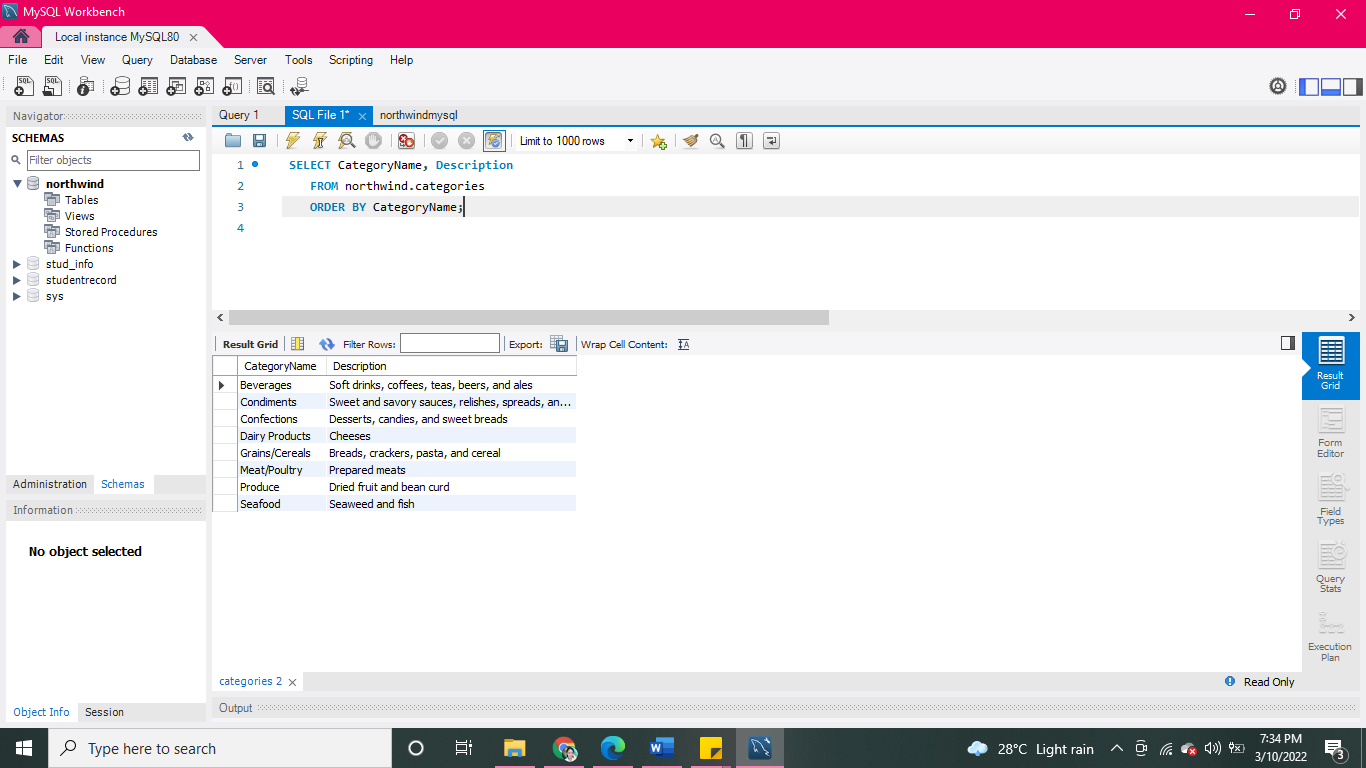 MySQL Workbench
Local instance MySQL80
File Edit View Query Database Server Tools Scripting Help
Navigator
SCHEMAS
Filter objects
northwind
Tables
Views
Stored Procedures
Functions
stud_info
studentrecord
sys
Administration Schemas
Information
No object selected
Object Info Session
Query 1 SQL File 1* northwindmysql
Limit to 1000 rows
1 SELECT CategoryName, Description
2 FROM northwind.categories
3 ORDER BY CategoryName;
4
Result Grid Filter Rows: Export: Wrap Cell Content:
CategoryName Description
Beverages Soft drinks, coffees, teas, beers, and ales
Condiments Sweet and savory sauces, relishes, spreads, an...
Confections Desserts, candies, and sweet breads
Dairy Products Cheeses
Grains/Cereals Breads, crackers, pasta, and cereal
Meat/Poultry Prepared meats
Produce Dried fruit and bean curd
Seafood Seaweed and fish
Result
Grid
Form
Editor
Field
Types
Query
Stats
Execution
Plan
categories 2 Read Only
Output
Type here to search
28°C Light rain
7:34 PM
3/10/2022
3